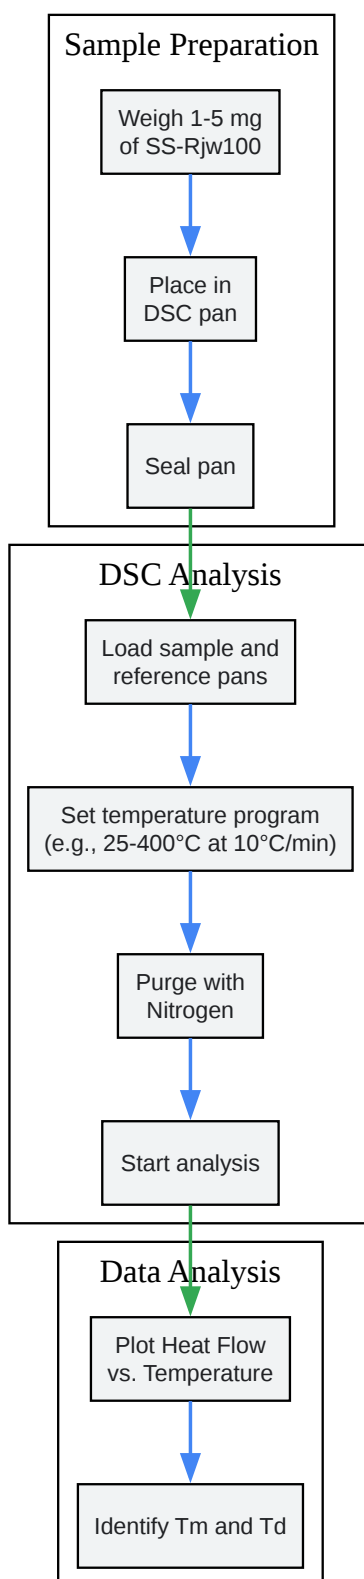 Sample Preparation
Weigh 1-5 mg
of SS-Rjw100
Place in
DSC pan
Seal pan
DSC Analysis
Load sample and
reference pans
Set temperature program
(e.g., 25-400°C at 10°C/min)
Purge with
Nitrogen
Start analysis
Data Analysis
Plot Heat Flow
vs. Temperature
Identify Tm and Td